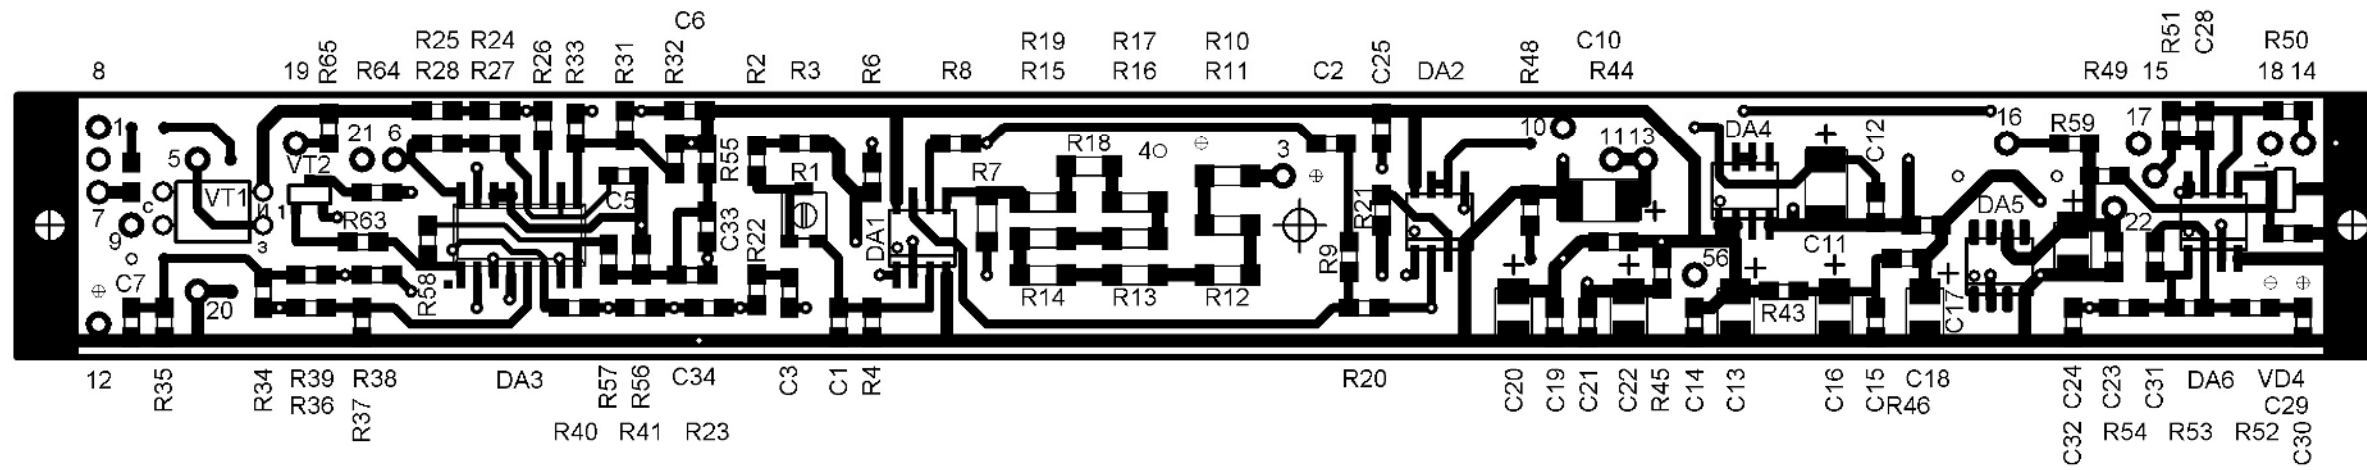 C6 R51 C28
R25 R24 R19 R17 R10 C10 R50
8 19 R65 R64 R28 R27 R26 R33 R31 R32 R2 R3 R6 R8 R15 R16 R11 C2 C25 DA2 R48 R44 R49 15 18 14
1 21 6 R18 4 3 10 11 13 DA4 + C12 16 R59 17
5 VT2 R55 R1 R7 1
7 VT1 с 1 и C5 R21 + DA5 +
9 R63 з C33 DA1 C11 22
C7 20 R58 R22 R14 R13 R12 R9 + + 56 + + R43 + C17
12 R35 R34 R39 R38 DA3 R57 R56 C34 C3 C1 R4 R20 C20 C19 C21 C22 R45 C14 C13 C16 C15 C18 C24 C23 C31 DA6 VD4
R36 R37 R46 C29
R40 R41 R23 C32 R54 R53 R52 C30